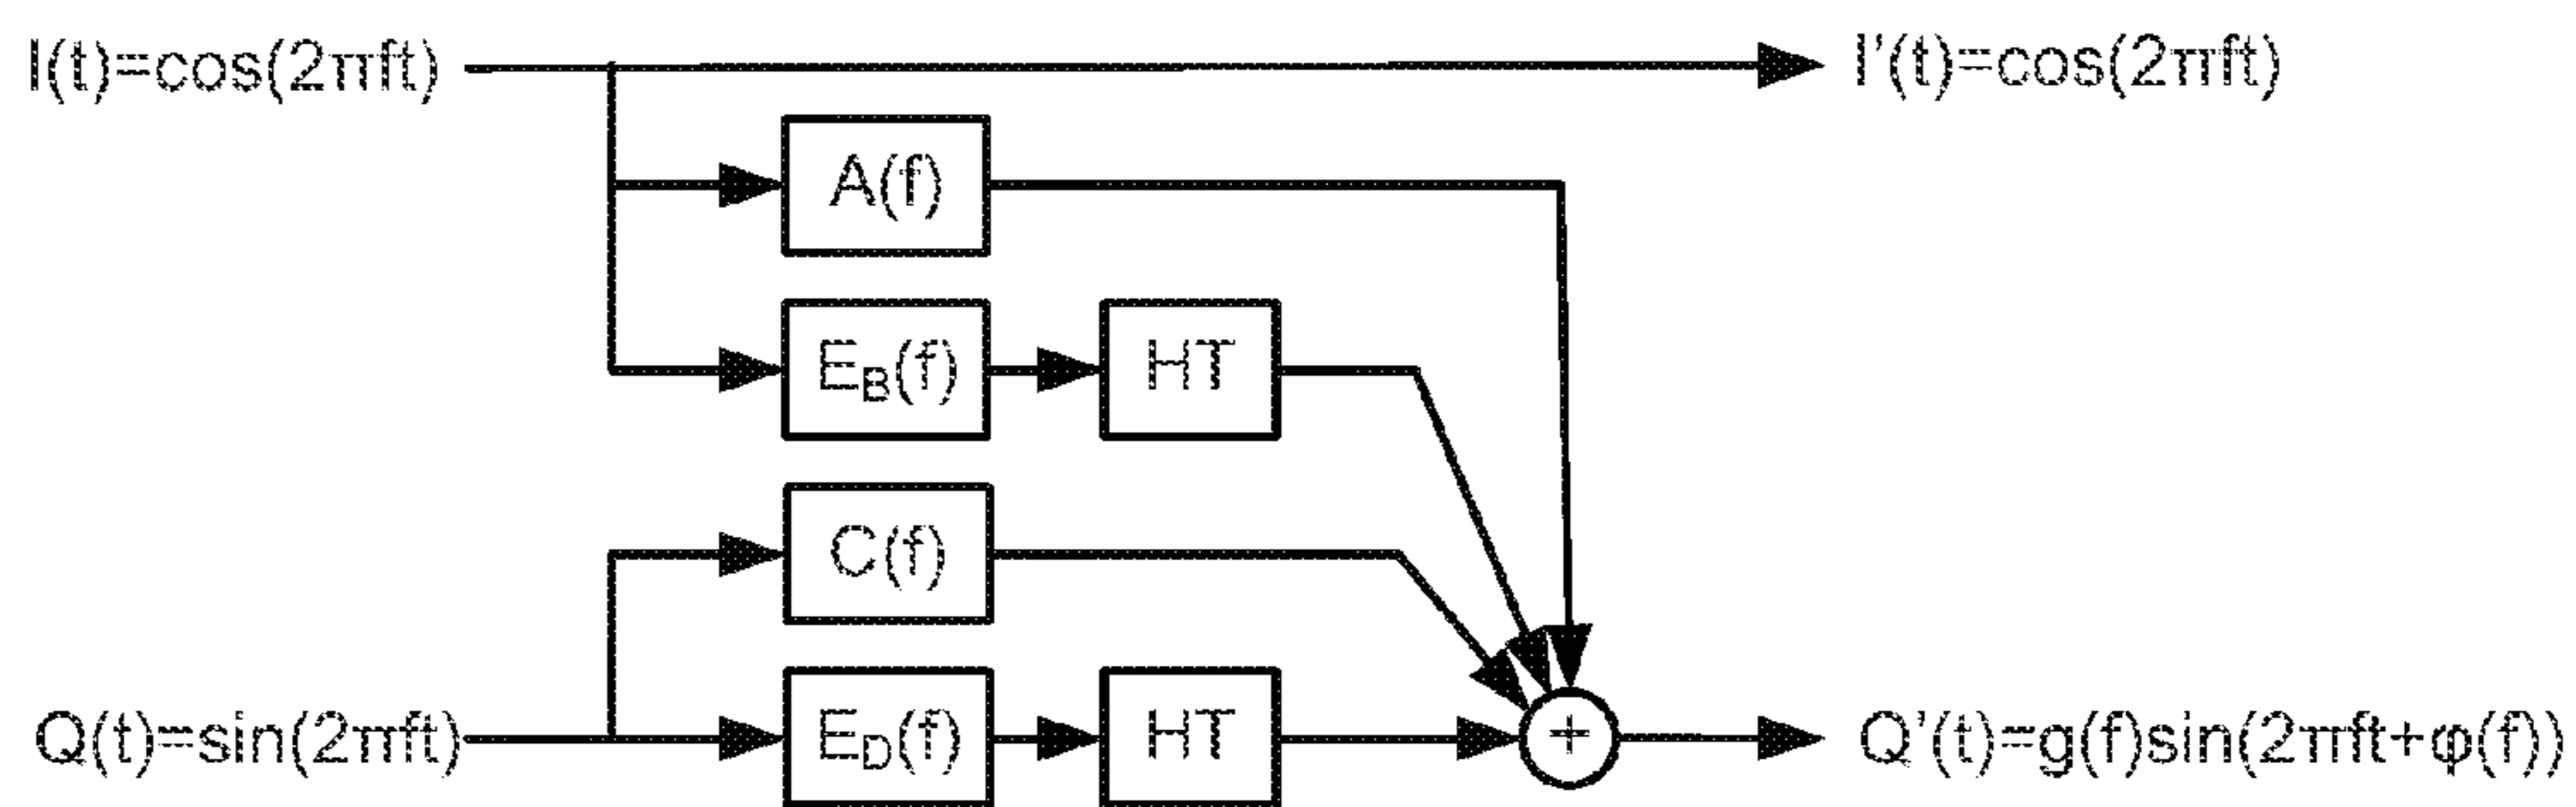 I(t)=cos(2πft)
I'(t)=cos(2πft)
A(f)
E_B(f)
HT
C(f)
Q(t)=sin(2πft)
E_D(f)
HT
+
Q'(t)=g(f)sin(2πft+φ(f))